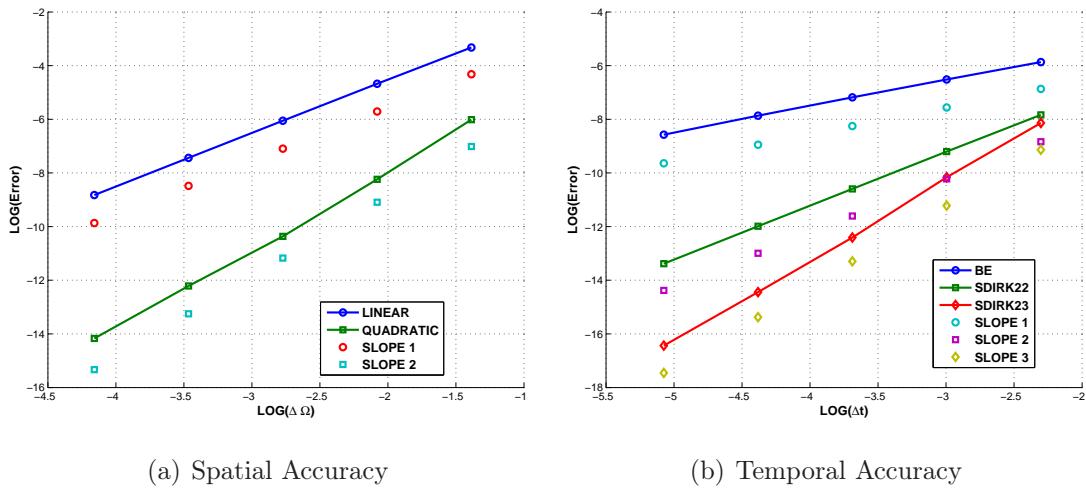 −2
−4
−6
−8
−10
−12
−14
−16
LOG(Error)
−4.5 −4 −3.5 −3 −2.5 −2 −1.5 −1
LOG(Δ Ω)
LINEAR
QUADRATIC
SLOPE 1
SLOPE 2
(a) Spatial Accuracy
−4
−6
−8
−10
−12
−14
−16
−18
LOG(Error)
−5.5 −5 −4.5 −4 −3.5 −3 −2.5 −2
LOG(Δt)
BE
SDIRK22
SDIRK23
SLOPE 1
SLOPE 2
SLOPE 3
(b) Temporal Accuracy